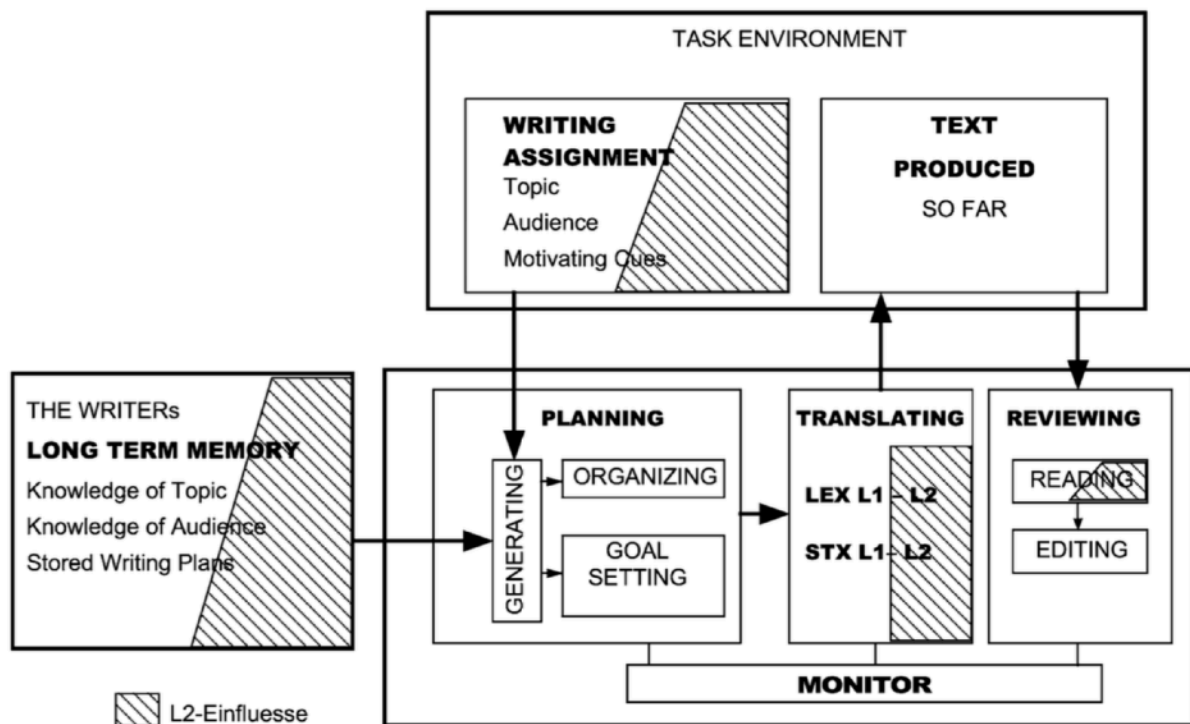 TASK ENVIRONMENT
WRITING
ASSIGNMENT
Topic
Audience
Motivating Cues
TEXT
PRODUCED
SO FAR
THE WRITERs
LONG TERM MEMORY
Knowledge of Topic
Knowledge of Audience
Stored Writing Plans
PLANNING
GENERATING
ORGANIZING
GOAL
SETTING
TRANSLATING
LEX L1 - L2
STX L1- L2
REVIEWING
READING
EDITING
MONITOR
L2-Einfluesse